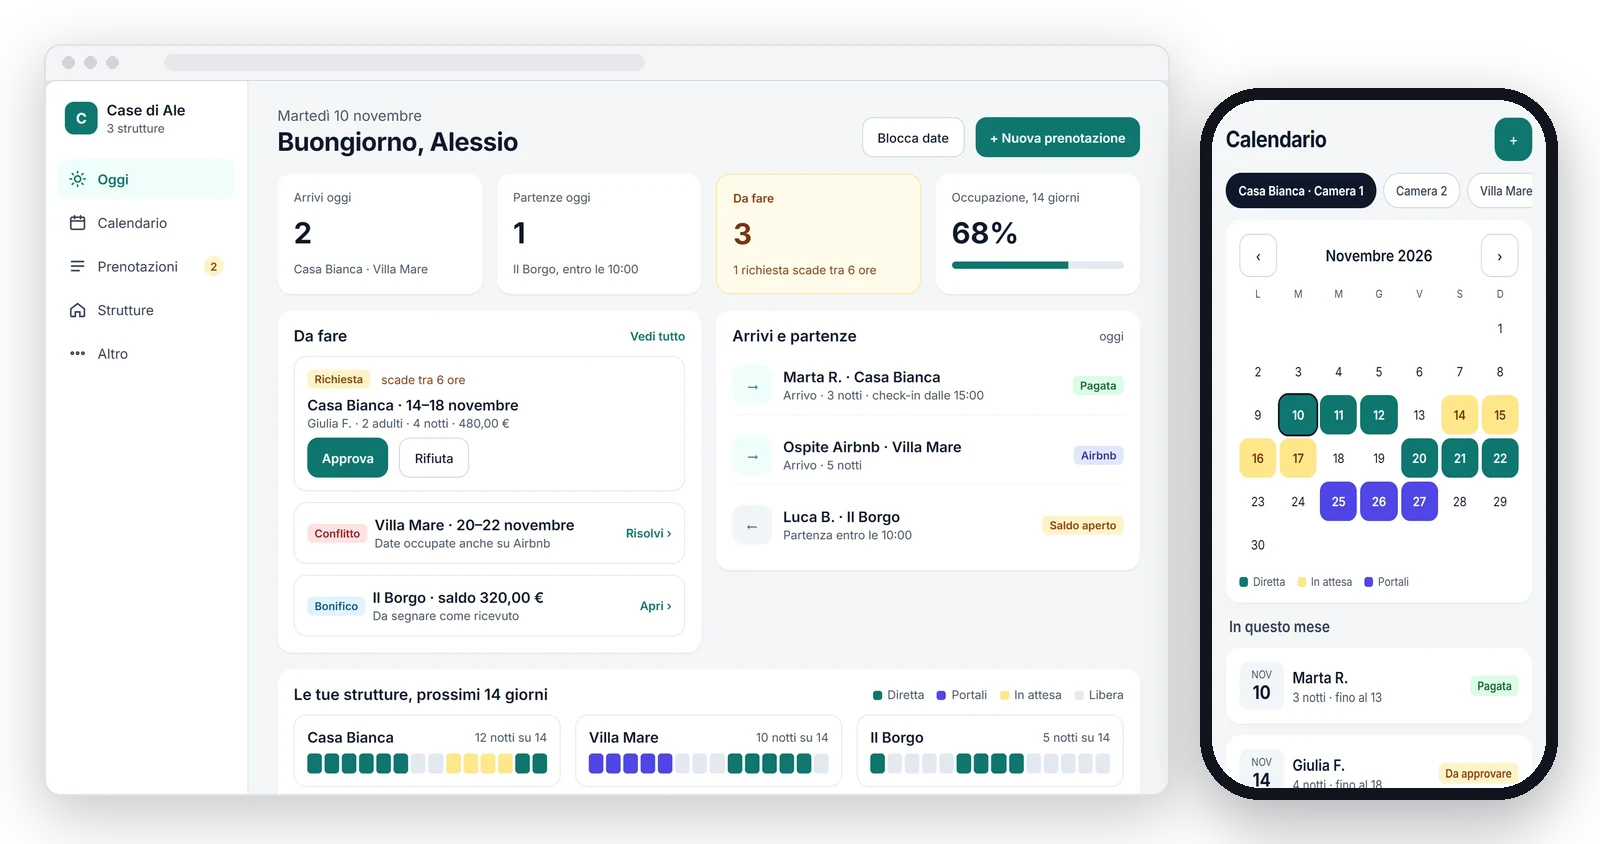 C
Case di Ale
3 strutture
Oggi
Calendario
Prenotazioni 2
Strutture
Altro
Martedì 10 novembre
Buongiorno, Alessio
Blocca date
+ Nuova prenotazione
Arrivi oggi
2
Casa Bianca · Villa Mare
Partenze oggi
1
Il Borgo, entro le 10:00
Da fare
3
1 richiesta scade tra 6 ore
Occupazione, 14 giorni
68%
Da fare
Vedi tutto
Richiesta scade tra 6 ore
Casa Bianca · 14–18 novembre
Giulia F. · 2 adulti · 4 notti · 480,00 €
Approva
Rifiuta
Conflitto
Villa Mare · 20–22 novembre
Date occupate anche su Airbnb
Risolvi ›
Bonifico
Il Borgo · saldo 320,00 €
Da segnare come ricevuto
Apri ›
Arrivi e partenze
oggi
→
Marta R. · Casa Bianca
Arrivo · 3 notti · check-in dalle 15:00
Pagata
→
Ospite Airbnb · Villa Mare
Arrivo · 5 notti
Airbnb
←
Luca B. · Il Borgo
Partenza entro le 10:00
Saldo aperto
Le tue strutture, prossimi 14 giorni
Diretta Portali In attesa Libera
Casa Bianca 12 notti su 14
Villa Mare 10 notti su 14
Il Borgo 5 notti su 14
Calendario
+
Casa Bianca · Camera 1
Camera 2
Villa Mare
‹ Novembre 2026 ›
L M M G V S D
1
2 3 4 5 6 7 8
9 10 11 12 13 14 15
16 17 18 19 20 21 22
23 24 25 26 27 28 29
30
Diretta In attesa Portali
In questo mese
NOV
10
Marta R.
3 notti · fino al 13
Pagata
NOV
14
Giulia F.
4 notti · fino al 18
Da approvare